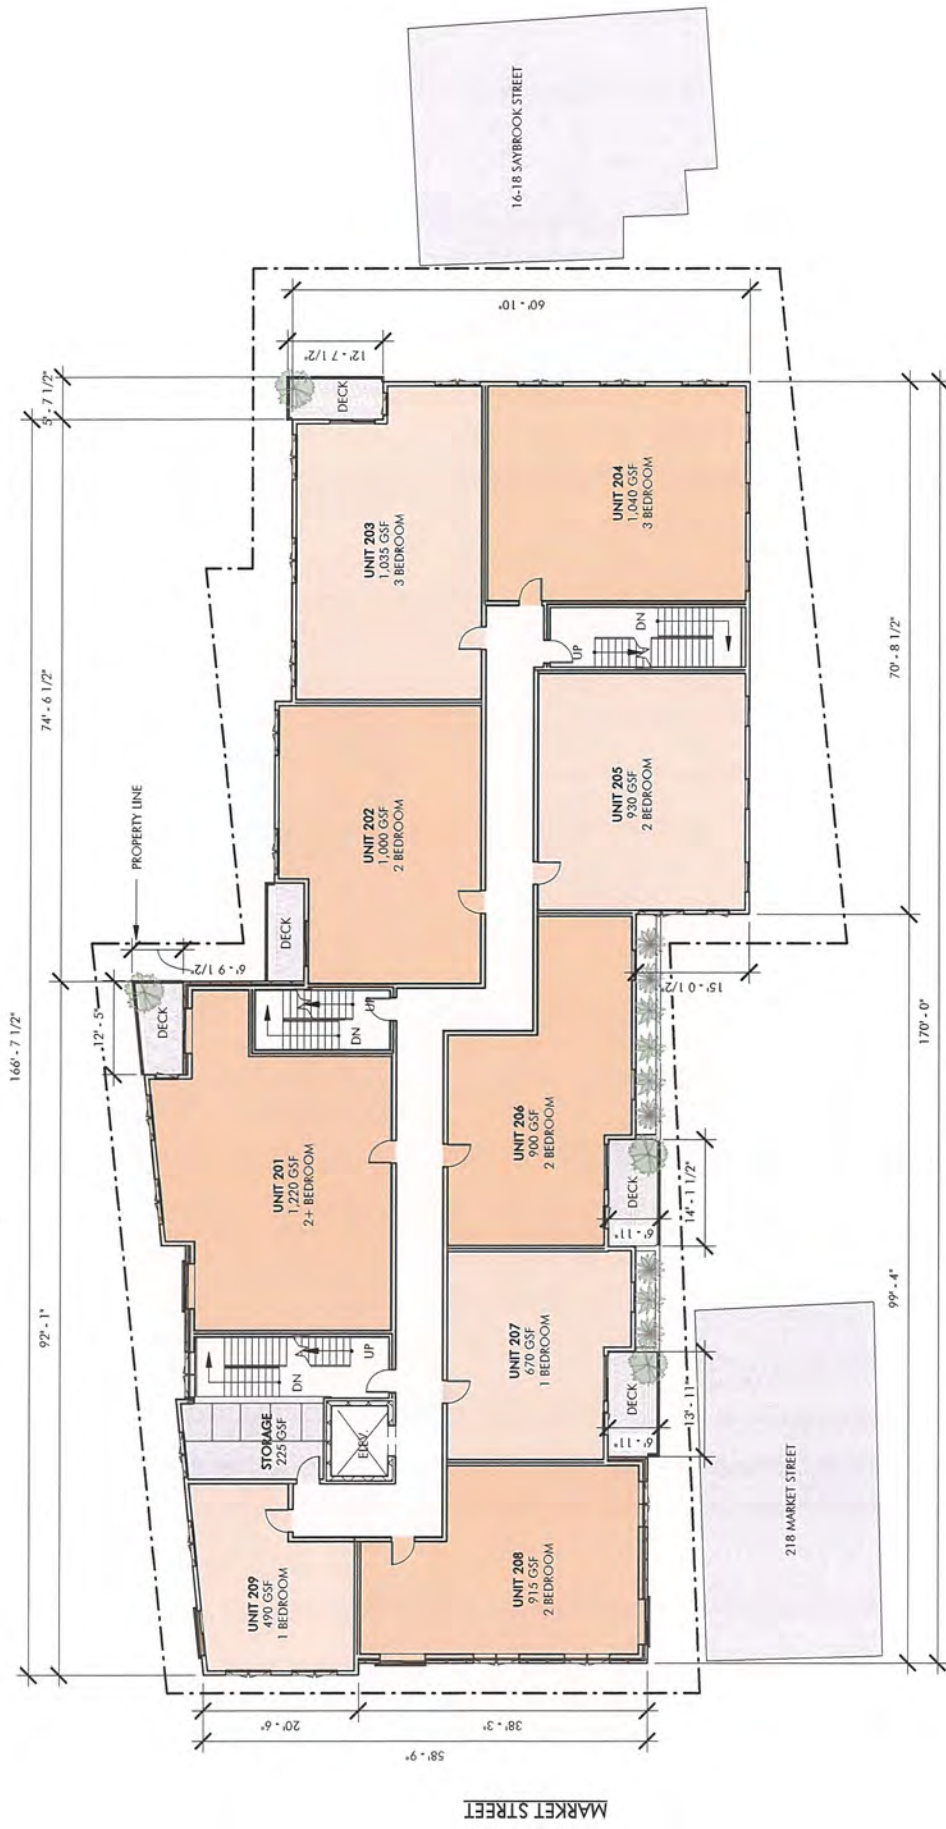 16-18 SAYBROOK STREET
60' - 10"
12' - 7 1/2"
5' - 7 1/2"
DECK
UNIT 203
1,035 GSF
3 BEDROOM
UNIT 204
1,040 GSF
3 BEDROOM
UP
DN
74' - 6 1/2"
70' - 8 1/2"
PROPERTY LINE
UNIT 202
1,000 GSF
2 BEDROOM
UNIT 205
930 GSF
2 BEDROOM
DECK
6' - 9 1/2"
15' - 0 1/2"
166' - 7 1/2"
170' - 0"
12' - 5"
DECK
UP
DN
UNIT 201
1,220 GSF
2+ BEDROOM
UNIT 206
900 GSF
2 BEDROOM
DECK
6' - 11"
14' - 1 1/2"
92' - 1"
99' - 4"
UP
DN
UNIT 207
670 GSF
1 BEDROOM
DECK
6' - 11"
13' - 11"
STORAGE
225 GSF
ELEV.
UNIT 209
490 GSF
1 BEDROOM
UNIT 208
915 GSF
2 BEDROOM
218 MARKET STREET
20' - 6"
38' - 3"
58' - 9"
MARKET STREET